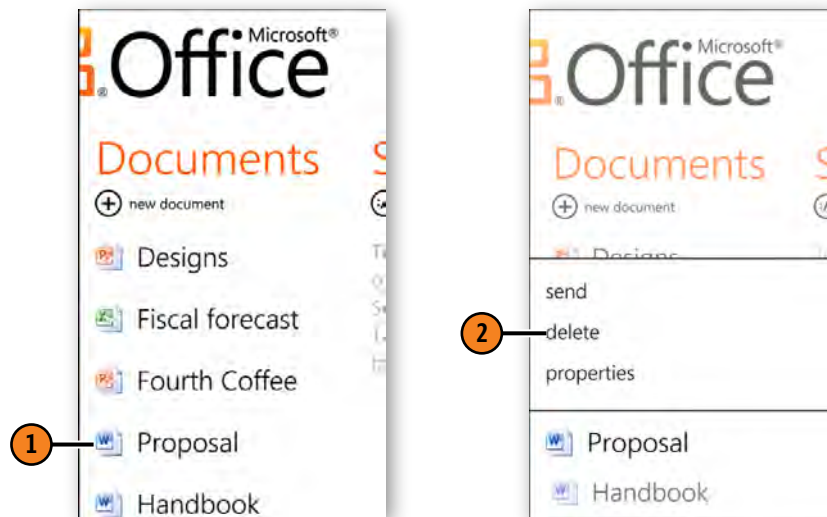 Microsoft®
Office
Documents
new document
Designs
Fiscal forecast
Fourth Coffee
1
Proposal
Handbook
Microsoft®
Office
Documents
new document
Designs
send
2
delete
properties
Proposal
Handbook